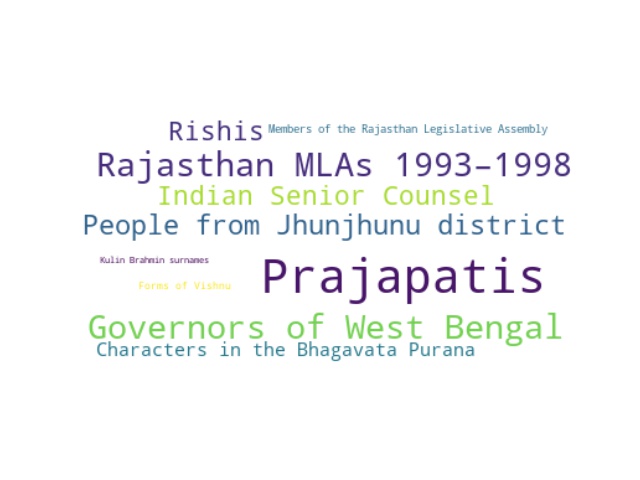 Rishis Members of the Rajasthan Legislative Assembly
Rajasthan MLAs 1993–1998
Indian Senior Counsel
People from Jhunjhunu district
Kulin Brahmin surnames
Forms of Vishnu
Prajapatis
Governors of West Bengal
Characters in the Bhagavata Purana